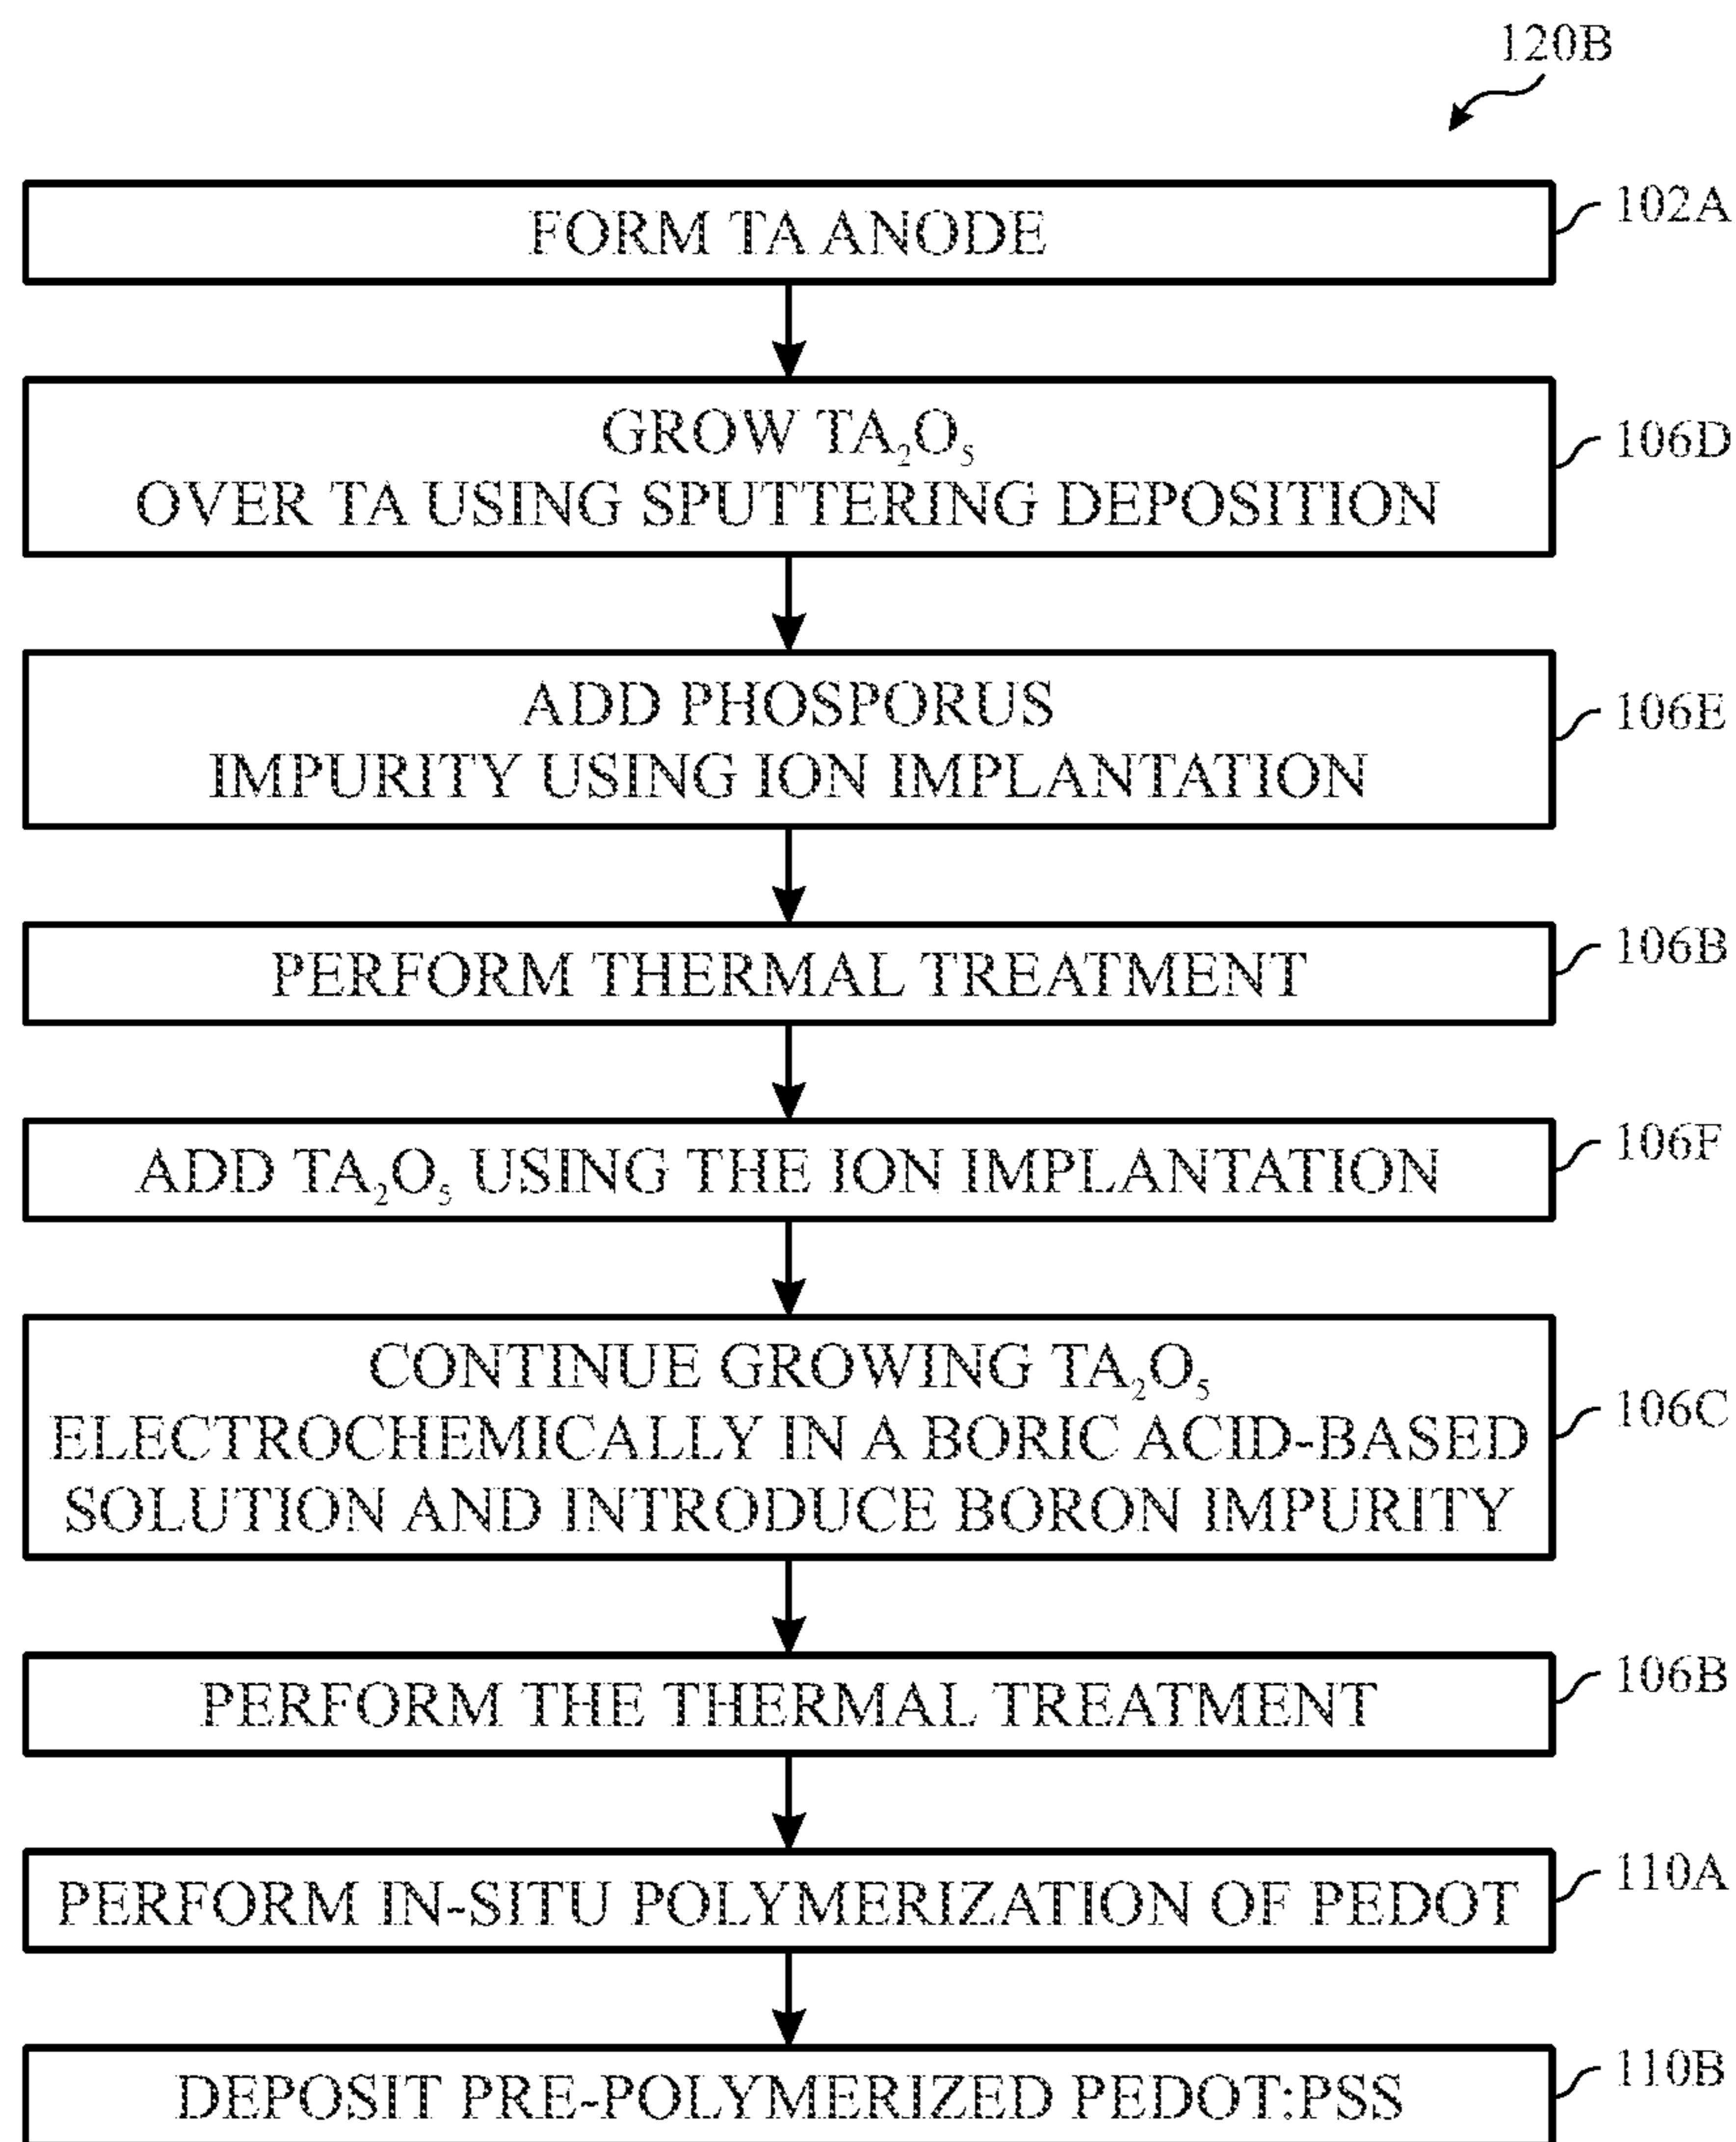 120B
FORM TA ANODE
102A
GROW TA₂O₅
OVER TA USING SPUTTERING DEPOSITION
106D
ADD PHOSPORUS
IMPURITY USING ION IMPLANTATION
106E
PERFORM THERMAL TREATMENT
106B
ADD TA₂O₅ USING THE ION IMPLANTATION
106F
CONTINUE GROWING TA₂O₅
ELECTROCHEMICALLY IN A BORIC ACID-BASED
SOLUTION AND INTRODUCE BORON IMPURITY
106C
PERFORM THE THERMAL TREATMENT
106B
PERFORM IN-SITU POLYMERIZATION OF PEDOT
110A
DEPOSIT PRE-POLYMERIZED PEDOT:PSS
110B